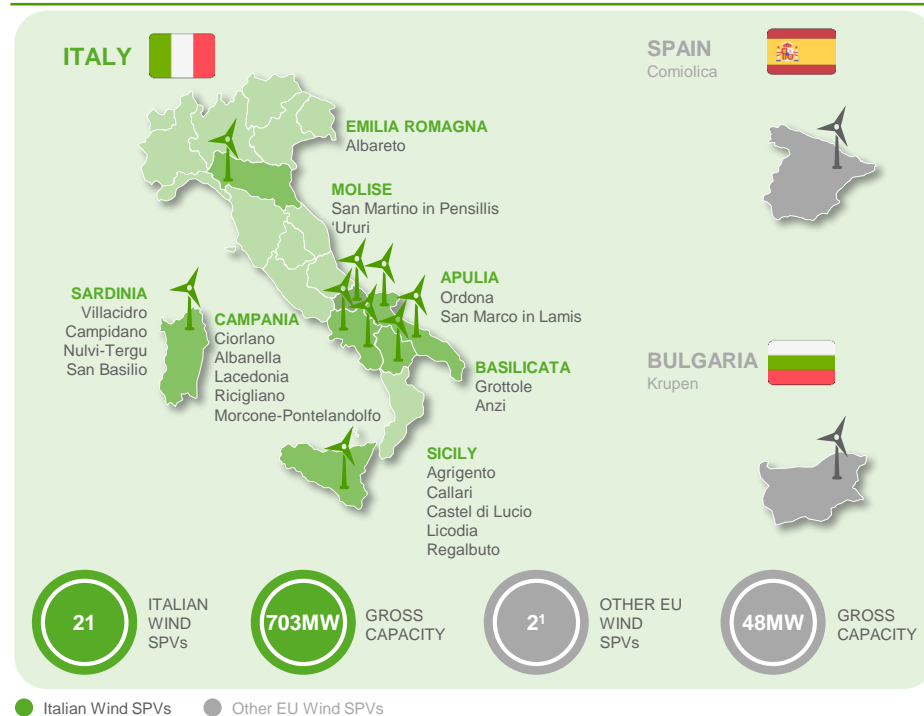 ITALY
SPAIN
Comiolica
EMILIA ROMAGNA
Albareto
MOLISE
San Martino in Pensillis
‘Ururi
SARDINIA
Villacidro
Campidano
Nulvi-Tergu
San Basilio
CAMPANIA
Ciorlano
Albanella
Lacedonia
Ricigliano
Morcone-Pontelandolfo
APULIA
Ordona
San Marco in Lamis
BASILICATA
Grottole
Anzi
BULGARIA
Krupen
SICILY
Agrigento
Callari
Castel di Lucio
Licodia
Regalbuto
21
ITALIAN
WIND
SPVs
703MW
GROSS
CAPACITY
2¹
OTHER EU
WIND
SPVs
48MW
GROSS
CAPACITY
Italian Wind SPVs
Other EU Wind SPVs